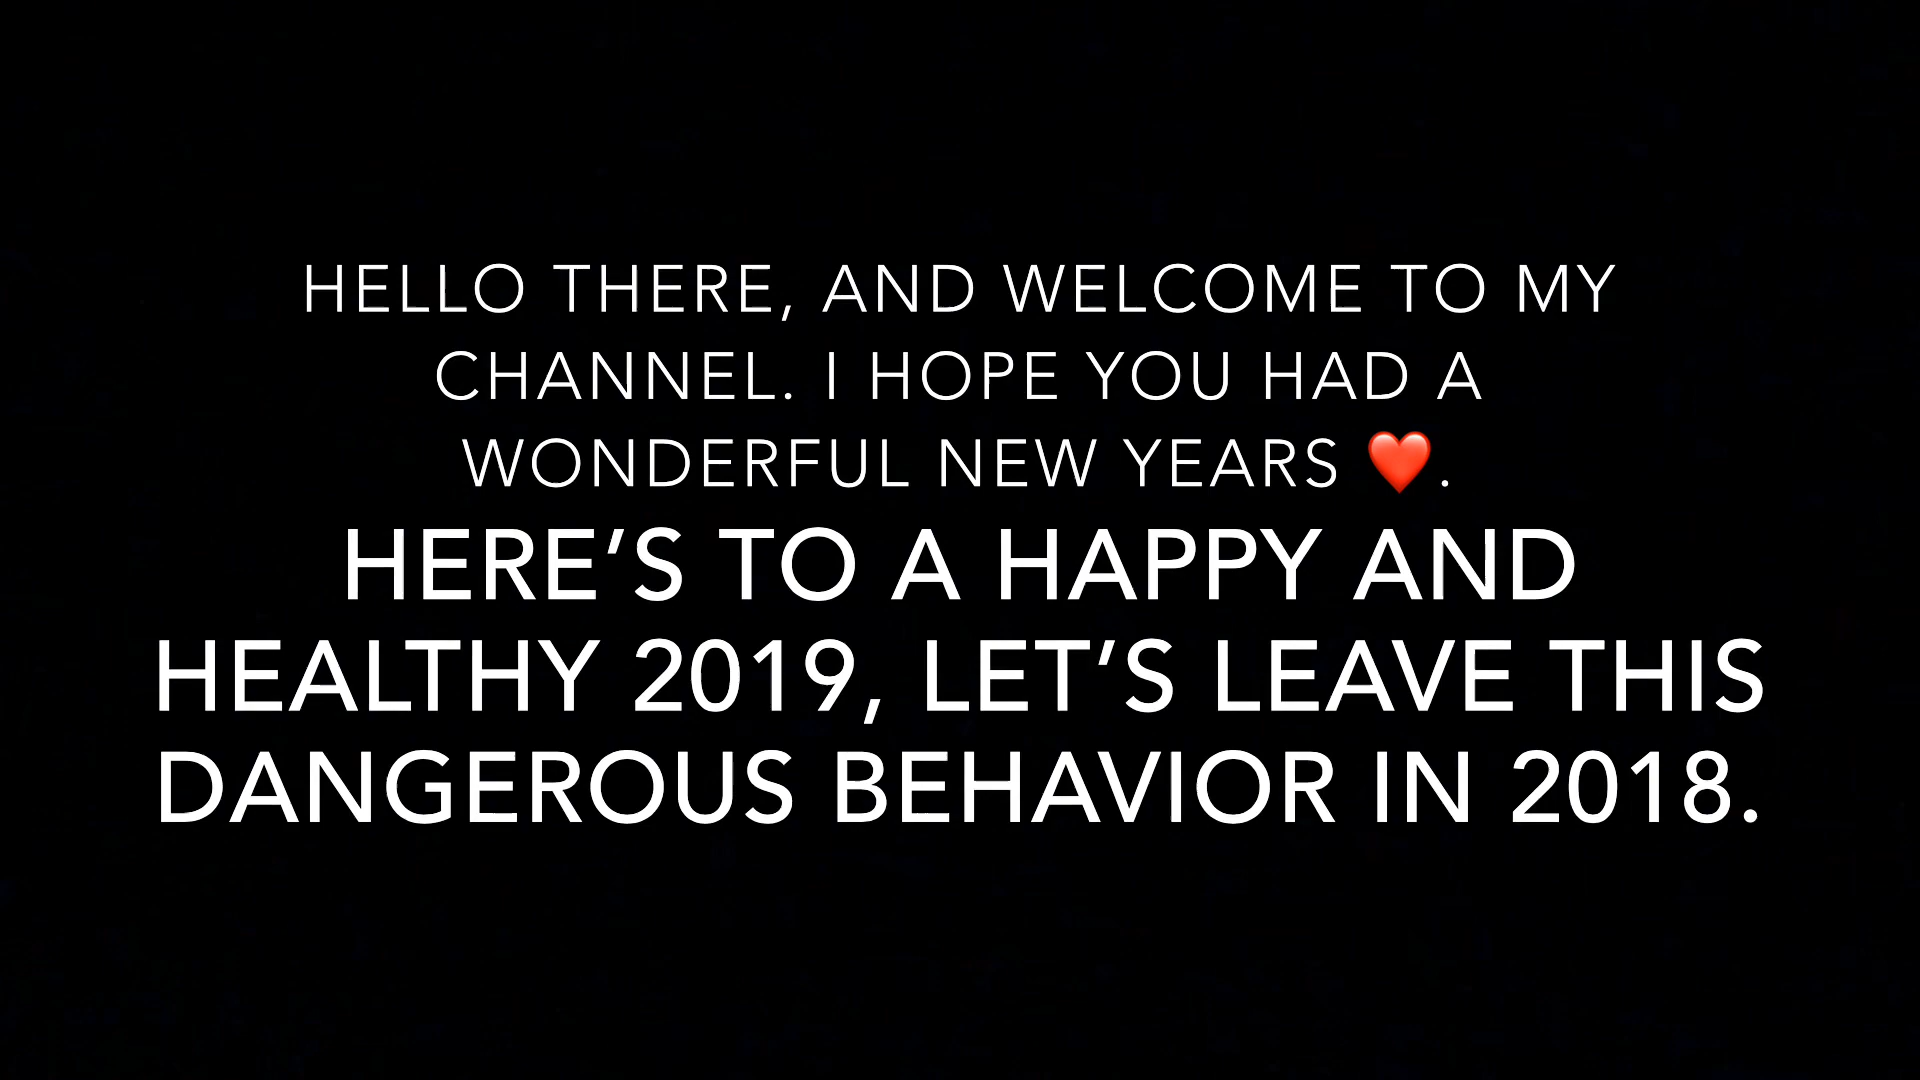 HELLO THERE, AND WELCOME TO MY
CHANNEL. I HOPE YOU HAD A
WONDERFUL NEW YEARS ❤️.
HERE’S TO A HAPPY AND
HEALTHY 2019, LET’S LEAVE THIS
DANGEROUS BEHAVIOR IN 2018.